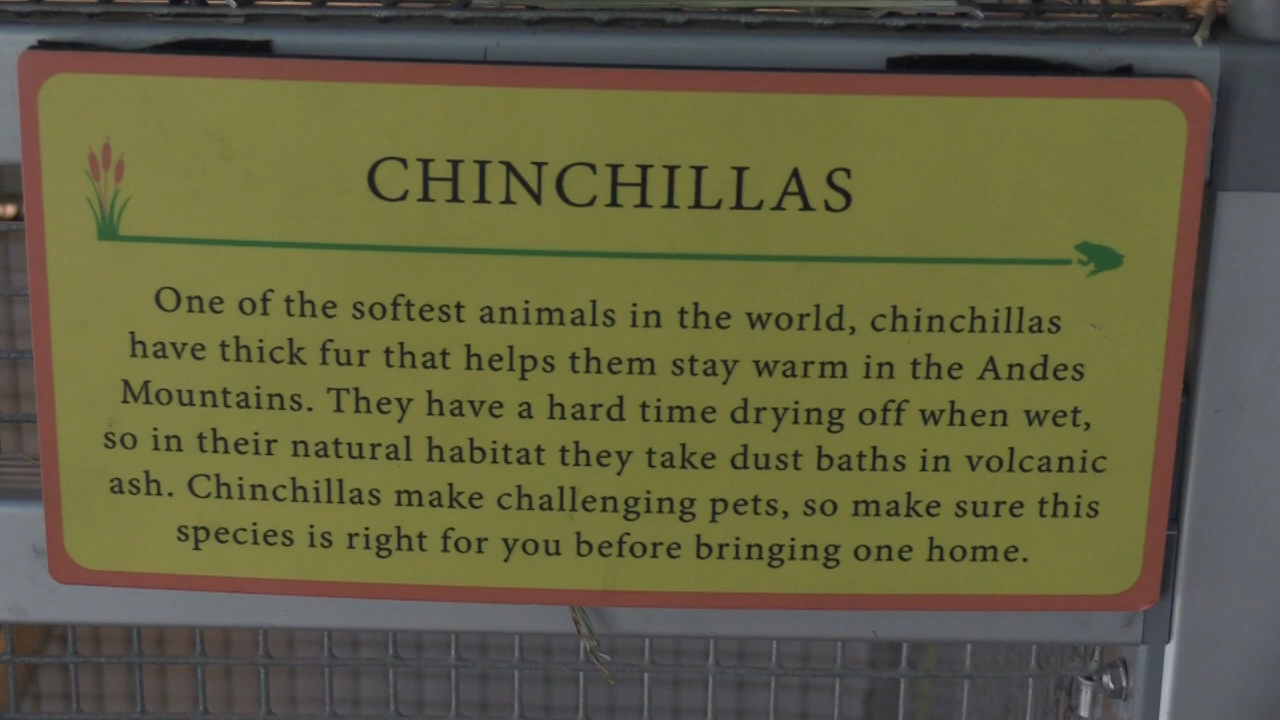 CHINCHILLAS
One of the softest animals in the world, chinchillas
have thick fur that helps them stay warm in the Andes
Mountains. They have a hard time drying off when wet,
so in their natural habitat they take dust baths in volcanic
ash. Chinchillas make challenging pets, so make sure this
species is right for you before bringing one home.